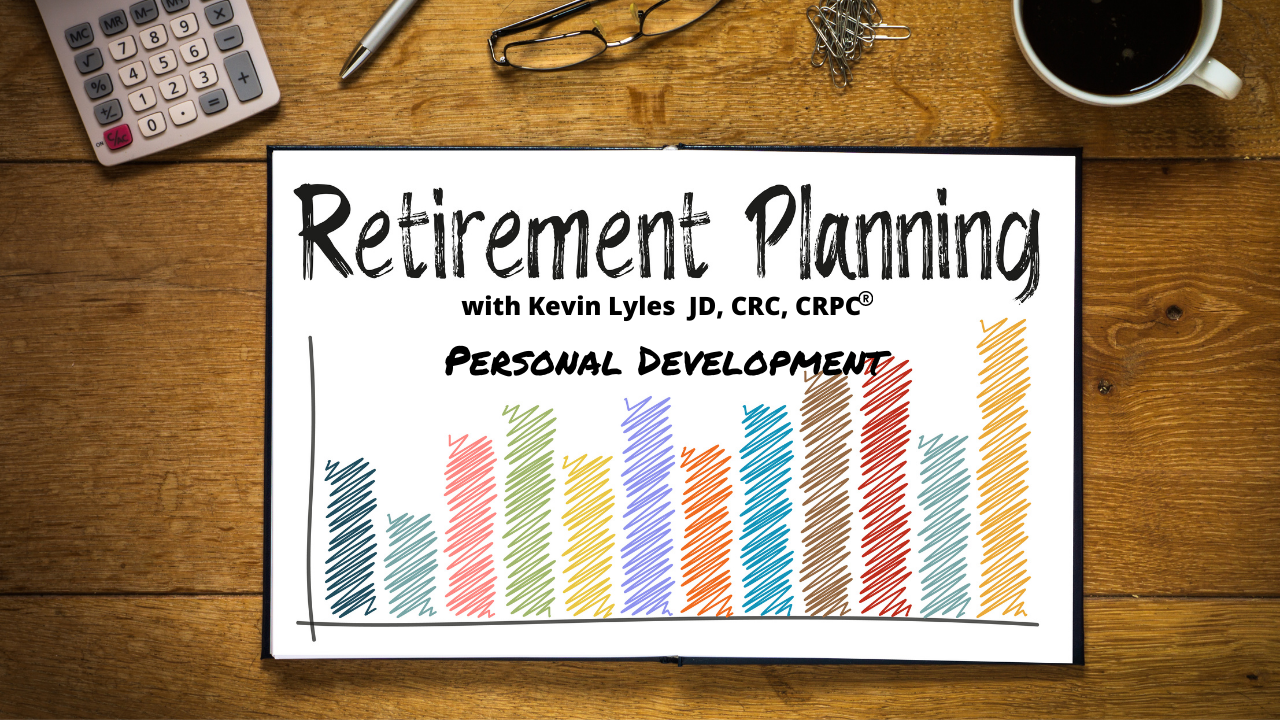 MC MR M- M+
√ 7 8 9 ×
% 4 5 6 −
+/- 1 2 3 +
ON C/AC 0 . =
Retirement Planning
with Kevin Lyles JD, CRC, CRPC®
Personal Development